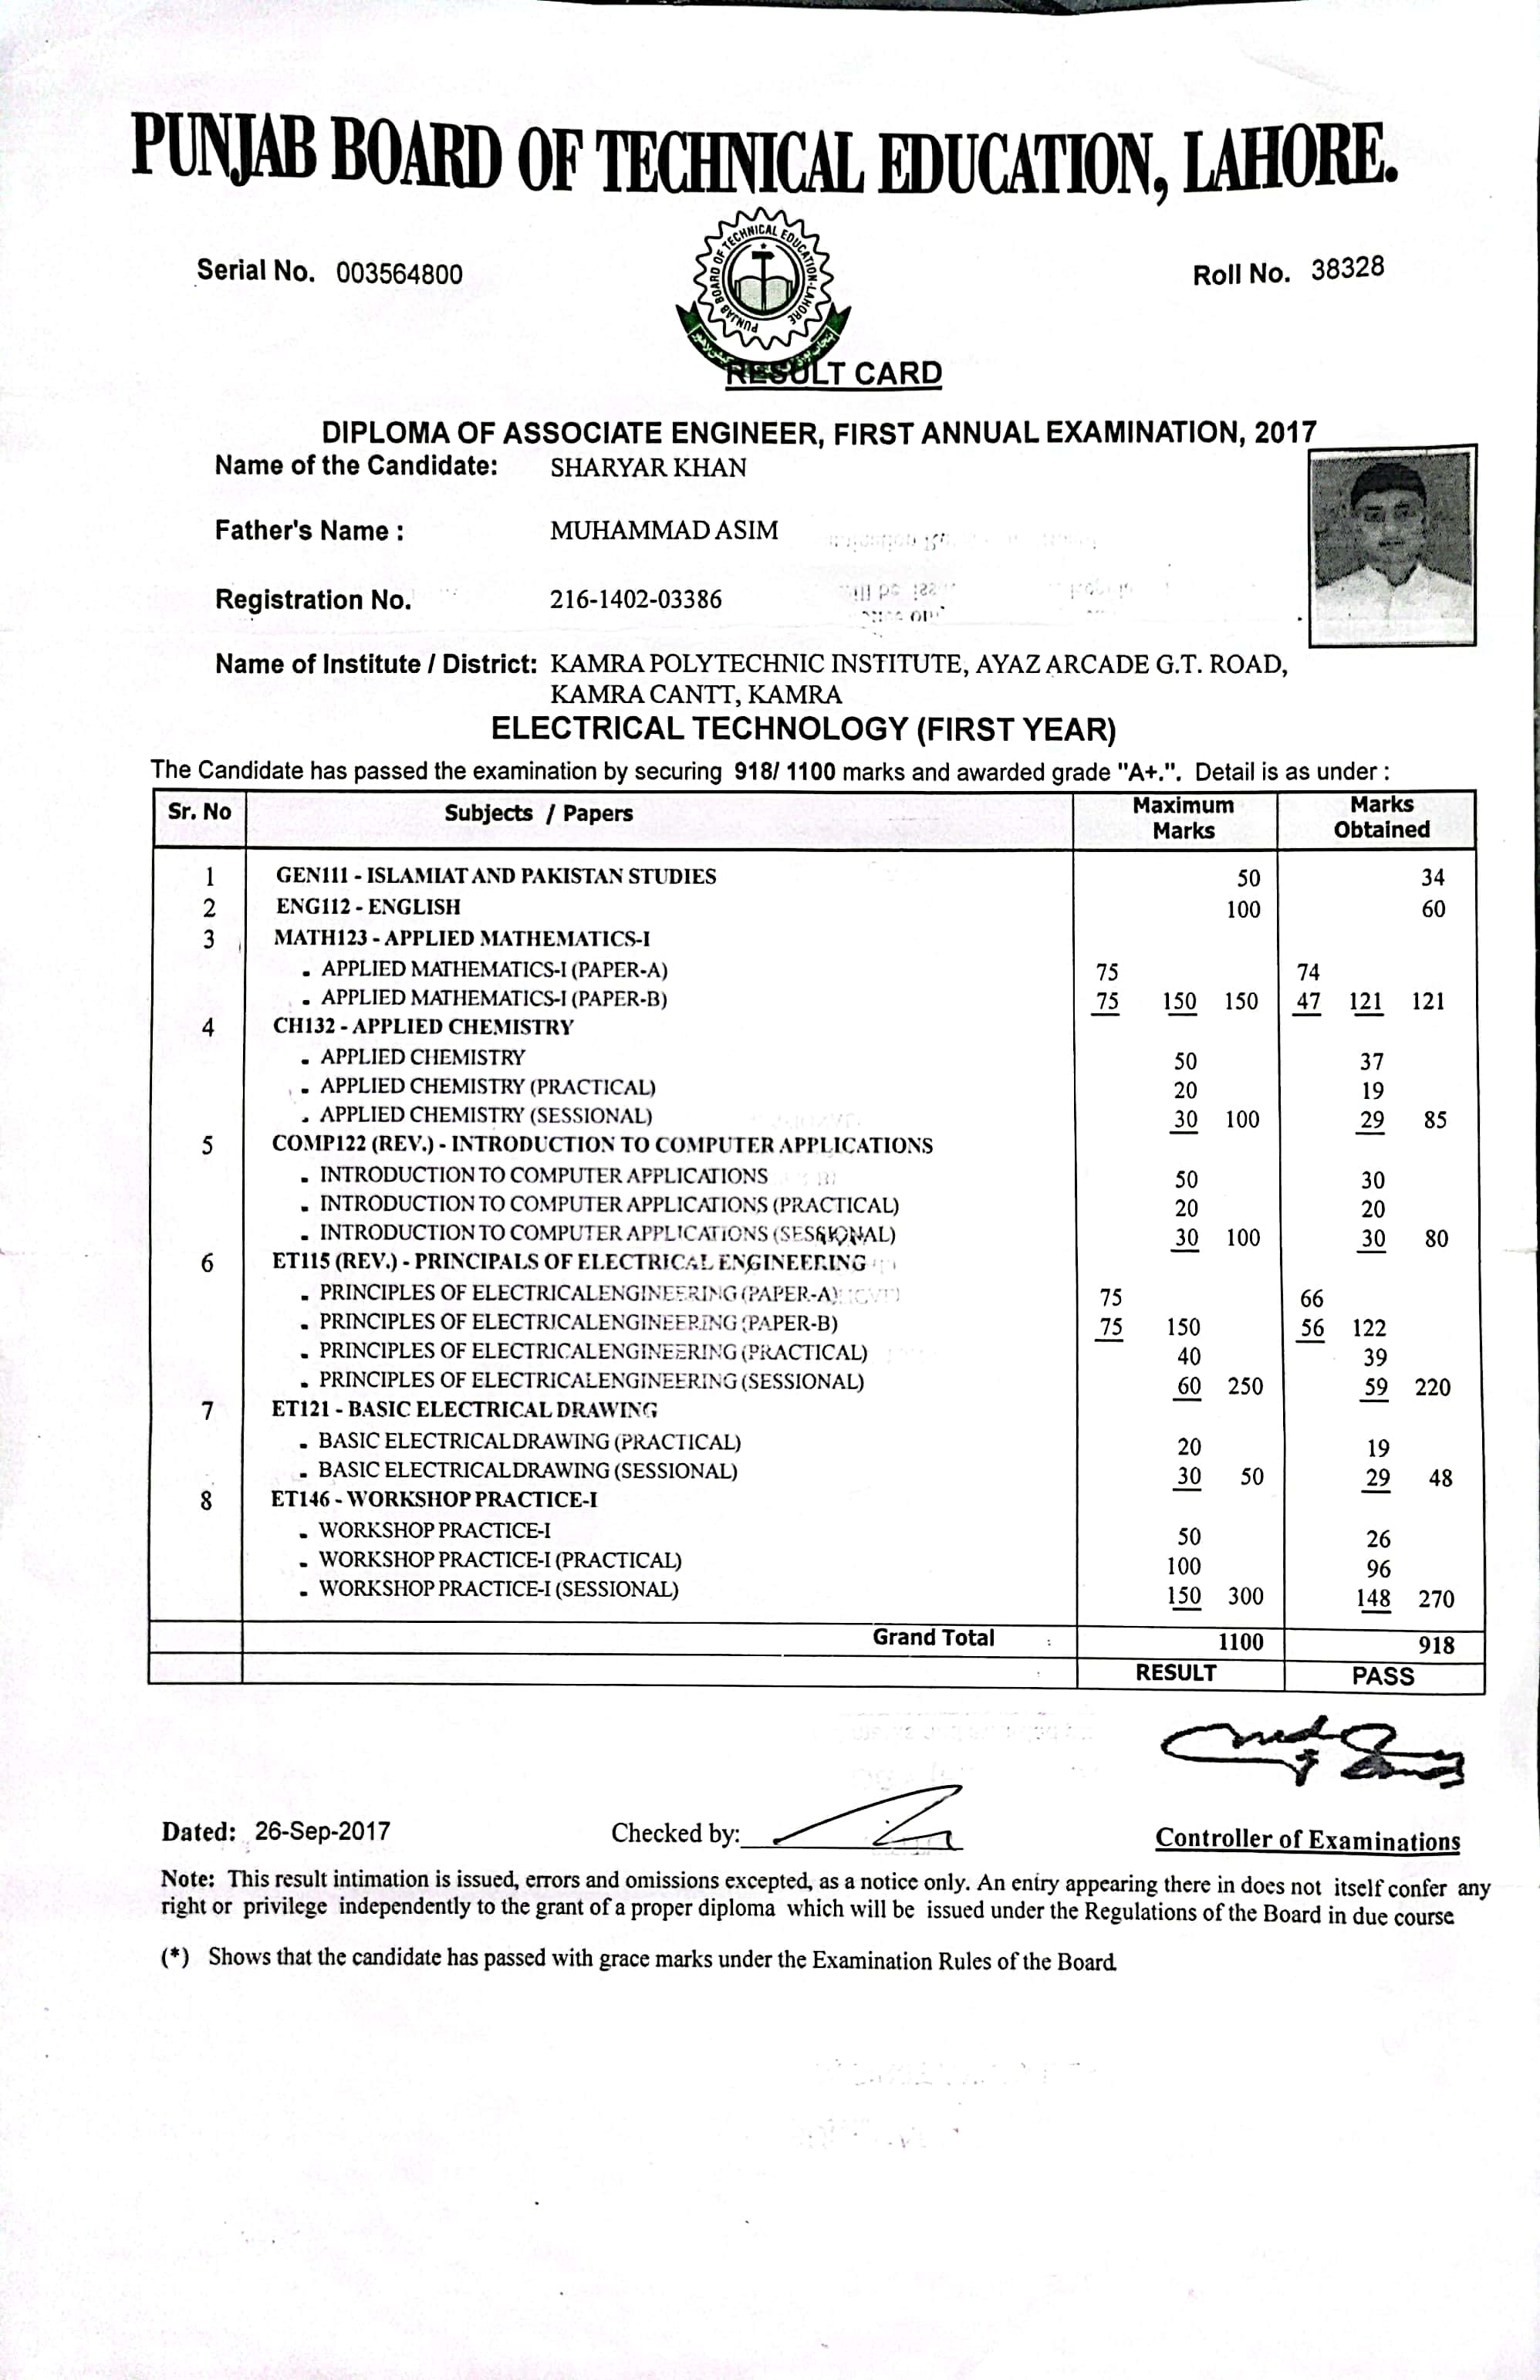 PUNJAB BOARD OF TECHNICAL EDUCATION, LAHORE.
Serial No. 003564800
PUNJAB BOARD OF TECHNICAL EDUCATION-LAHORE
Roll No. 38328
RESULT CARD
DIPLOMA OF ASSOCIATE ENGINEER, FIRST ANNUAL EXAMINATION, 2017
Name of the Candidate: SHARYAR KHAN
Father's Name : MUHAMMAD ASIM
Registration No. 216-1402-03386
Name of Institute / District: KAMRA POLYTECHNIC INSTITUTE, AYAZ ARCADE G.T. ROAD,
KAMRA CANTT, KAMRA
ELECTRICAL TECHNOLOGY (FIRST YEAR)
The Candidate has passed the examination by securing 918/ 1100 marks and awarded grade "A+.". Detail is as under :
Sr. No Subjects / Papers Maximum Marks Marks Obtained
1 GEN111 - ISLAMIAT AND PAKISTAN STUDIES 50 34
2 ENG112 - ENGLISH 100 60
3 MATH123 - APPLIED MATHEMATICS-I
. APPLIED MATHEMATICS-I (PAPER-A) 75 74
. APPLIED MATHEMATICS-I (PAPER-B) 75 150 150 47 121 121
4 CH132 - APPLIED CHEMISTRY
. APPLIED CHEMISTRY 50 37
. APPLIED CHEMISTRY (PRACTICAL) 20 19
. APPLIED CHEMISTRY (SESSIONAL) 30 100 29 85
5 COMP122 (REV.) - INTRODUCTION TO COMPUTER APPLICATIONS
. INTRODUCTION TO COMPUTER APPLICATIONS 50 30
. INTRODUCTION TO COMPUTER APPLICATIONS (PRACTICAL) 20 20
. INTRODUCTION TO COMPUTER APPLICATIONS (SESSIONAL) 30 100 30 80
6 ET115 (REV.) - PRINCIPALS OF ELECTRICAL ENGINEERING
. PRINCIPLES OF ELECTRICALENGINEERING (PAPER-A) 75 66
. PRINCIPLES OF ELECTRICALENGINEERING (PAPER-B) 75 150 56 122
. PRINCIPLES OF ELECTRICALENGINEERING (PRACTICAL) 40 39
. PRINCIPLES OF ELECTRICALENGINEERING (SESSIONAL) 60 250 59 220
7 ET121 - BASIC ELECTRICAL DRAWING
. BASIC ELECTRICALDRAWING (PRACTICAL) 20 19
. BASIC ELECTRICALDRAWING (SESSIONAL) 30 50 29 48
8 ET146 - WORKSHOP PRACTICE-I
. WORKSHOP PRACTICE-I 50 26
. WORKSHOP PRACTICE-I (PRACTICAL) 100 96
. WORKSHOP PRACTICE-I (SESSIONAL) 150 300 148 270
Grand Total : 1100 918
: RESULT PASS
Dated: 26-Sep-2017 Checked by: Controller of Examinations
Note: This result intimation is issued, errors and omissions excepted, as a notice only. An entry appearing there in does not itself confer any
right or privilege independently to the grant of a proper diploma which will be issued under the Regulations of the Board in due course
(*) Shows that the candidate has passed with grace marks under the Examination Rules of the Board